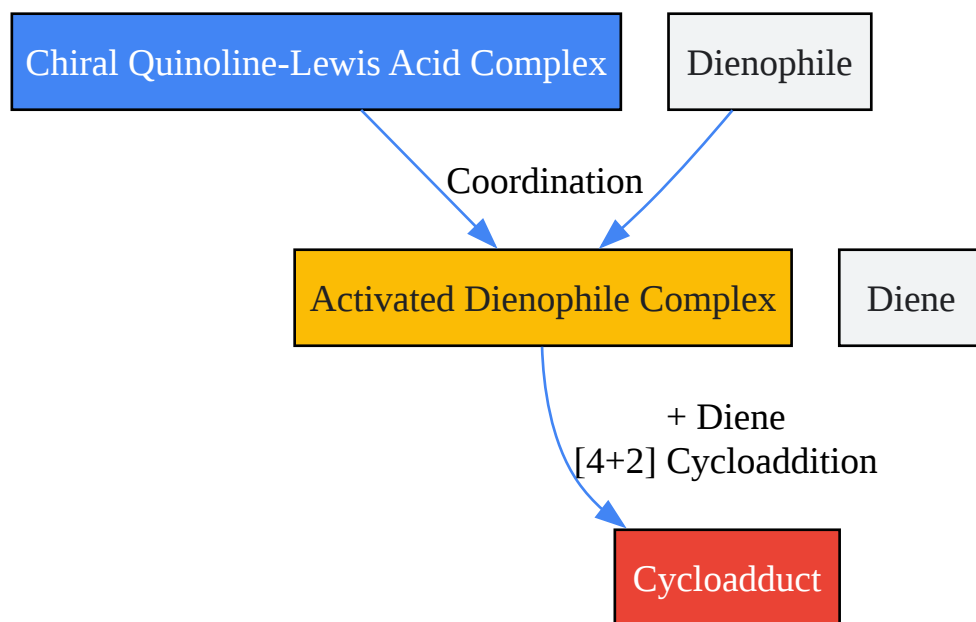 Chiral Quinoline-Lewis Acid Complex
Dienophile
Coordination
Activated Dienophile Complex
Diene
+ Diene
[4+2] Cycloaddition
Cycloadduct